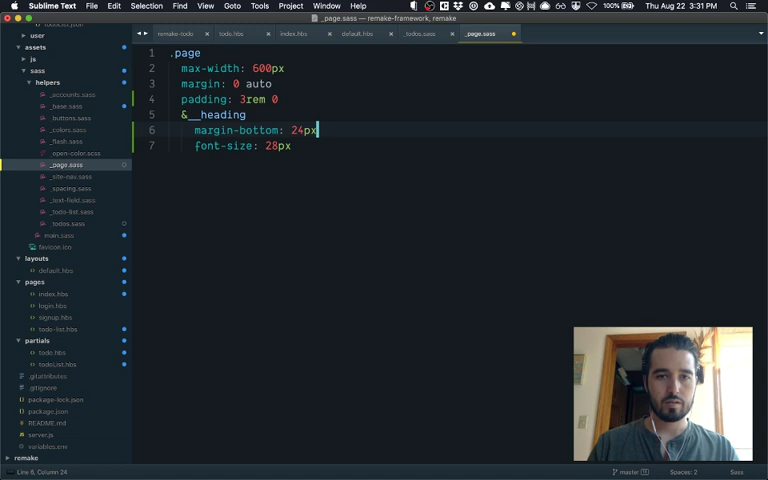 Sublime Text File Edit Selection Find View Goto Tools Project Window Help 100% Thu Aug 22 3:31 PM
_page.sass — remake-framework, remake
todoList.hbs
remake-todo todo.hbs index.hbs default.hbs _todos.sass _page.sass
user
assets
js
sass
helpers
_accounts.sass
_base.sass
_buttons.sass
_colors.sass
_flash.sass
_open-color.scss
_page.sass
_site-nav.sass
_spacing.sass
_text-field.sass
_todo-list.sass
_todos.sass
main.sass
favicon.ico
layouts
default.hbs
pages
index.hbs
login.hbs
signup.hbs
todo-list.hbs
partials
todo.hbs
todoList.hbs
.gitattributes
.gitignore
package-lock.json
package.json
README.md
server.js
variables.env
remake
1 .page
2 max-width: 600px
3 margin: 0 auto
4 padding: 3rem 0
5 &__heading
6 margin-bottom: 24px
7 font-size: 28px
Line 6, Column 24 master Spaces: 2 Sass